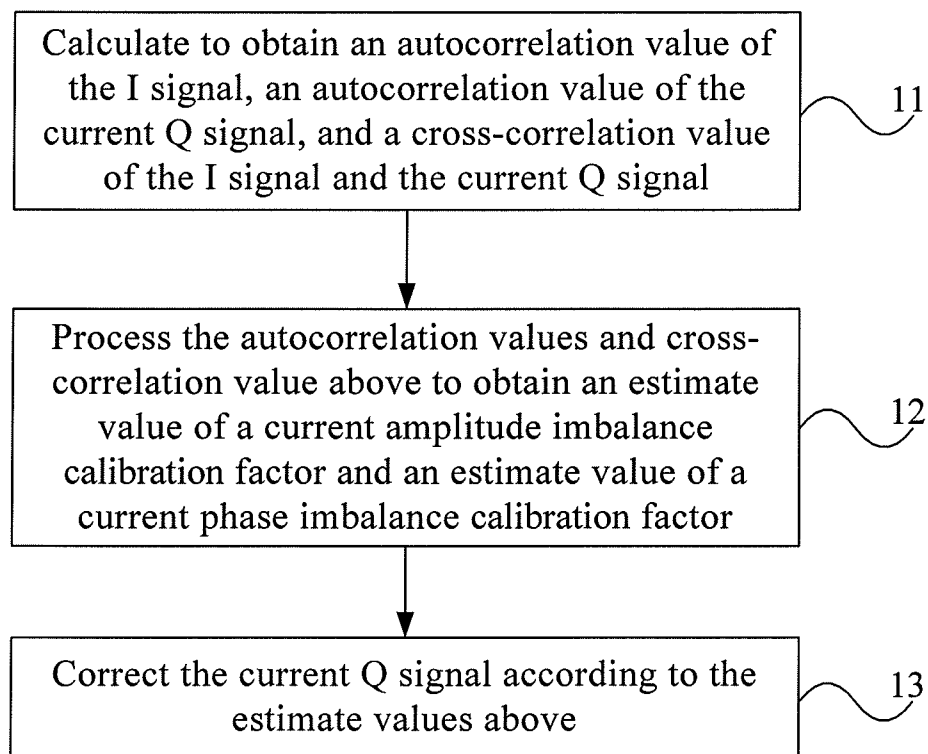 Calculate to obtain an autocorrelation value of
the I signal, an autocorrelation value of the
current Q signal, and a cross-correlation value
of the I signal and the current Q signal
11
Process the autocorrelation values and cross-
correlation value above to obtain an estimate
value of a current amplitude imbalance
calibration factor and an estimate value of a
current phase imbalance calibration factor
12
Correct the current Q signal according to the
estimate values above
13